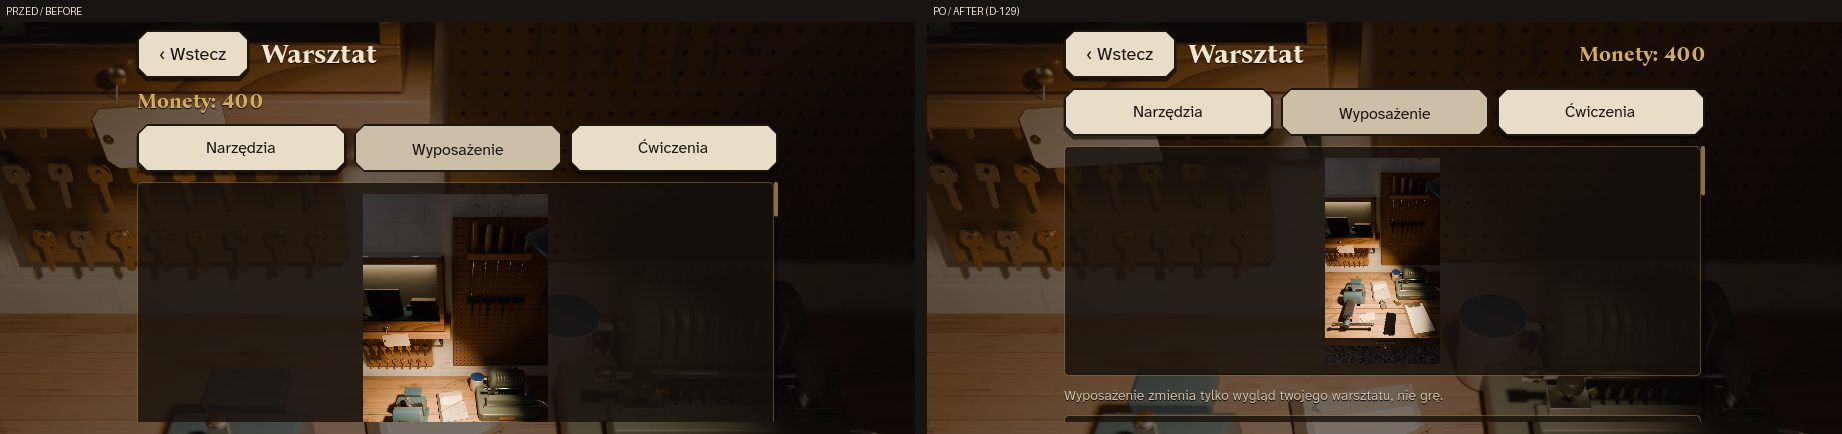 PRZED / BEFORE
‹ Wstecz
Warsztat
Monety: 400
Narzędzia
Wyposażenie
Ćwiczenia
PO / AFTER (D-129)
‹ Wstecz
Warsztat
Monety: 400
Narzędzia
Wyposażenie
Ćwiczenia
Wyposażenie zmienia tylko wygląd twojego warsztatu, nie grę.